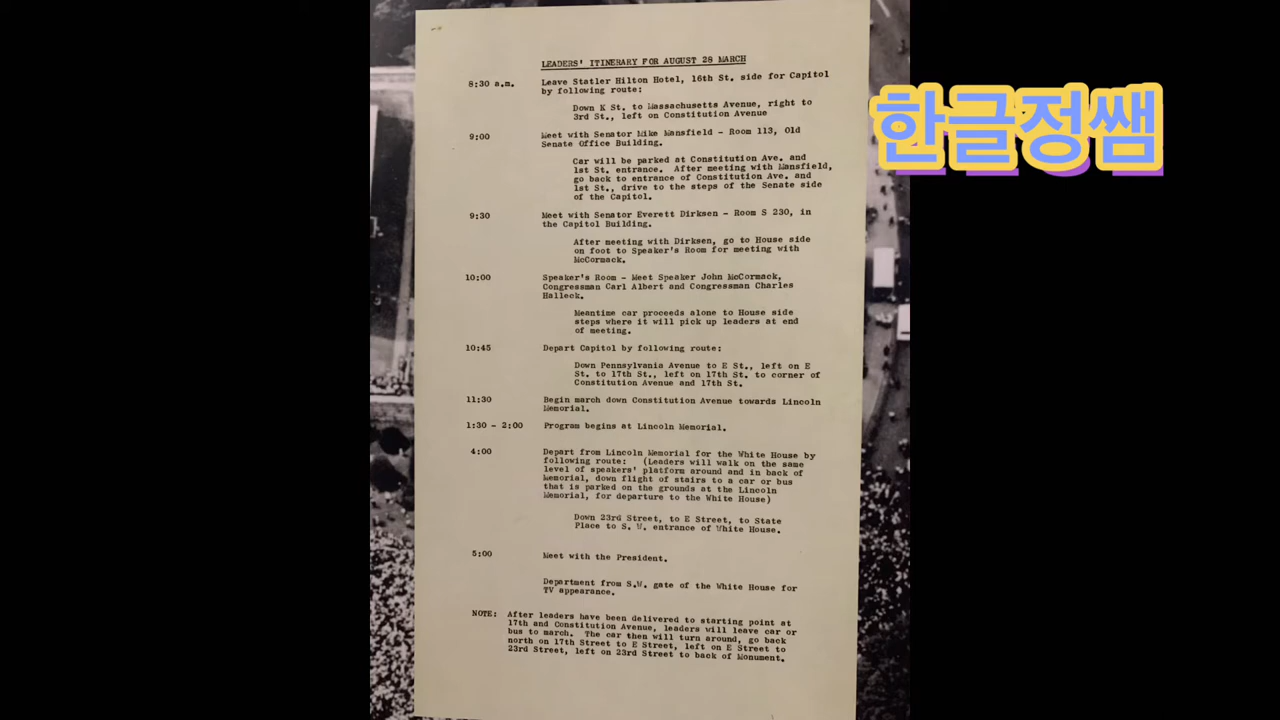 LEADERS' ITINERARY FOR AUGUST 28 MARCH
8:30 a.m. Leave Statler Hilton Hotel, 16th St. side for Capitol
by following route:
Down K St. to Massachusetts Avenue, right to
3rd St., left on Constitution Avenue
9:00 Meet with Senator Mike Mansfield - Room 113, Old
Senate Office Building.
Car will be parked at Constitution Ave. and
1st St. entrance. After meeting with Mansfield,
go back to entrance of Constitution Ave. and
1st St., drive to the steps of the Senate side
of the Capitol.
9:30 Meet with Senator Everett Dirksen - Room S 230, in
the Capitol Building.
After meeting with Dirksen, go to House side
on foot to Speaker's Room for meeting with
McCormack.
10:00 Speaker's Room - Meet Speaker John McCormack,
Congressman Carl Albert and Congressman Charles
Halleck.
Meantime car proceeds alone to House side
steps where it will pick up leaders at end
of meeting.
10:45 Depart Capitol by following route:
Down Pennsylvania Avenue to E St., left on E
St. to 17th St., left on 17th St. to corner of
Constitution Avenue and 17th St.
11:30 Begin march down Constitution Avenue towards Lincoln
Memorial.
1:30 - 2:00 Program begins at Lincoln Memorial.
4:00 Depart from Lincoln Memorial for the White House by
following route: (Leaders will walk on the same
level of speakers' platform around and in back of
Memorial, down flight of stairs to a car or bus
that is parked on the grounds at the Lincoln
Memorial, for departure to the White House)
Down 23rd Street, to E Street, to State
Place to S. W. entrance of White House.
5:00 Meet with the President.
Department from S.W. gate of the White House for
TV appearance.
NOTE: After leaders have been delivered to starting point at
17th and Constitution Avenue, leaders will leave car or
bus to march. The car then will turn around, go back
north on 17th Street to E Street, left on E Street to
23rd Street, left on 23rd Street to back of Monument.
한글정쌤